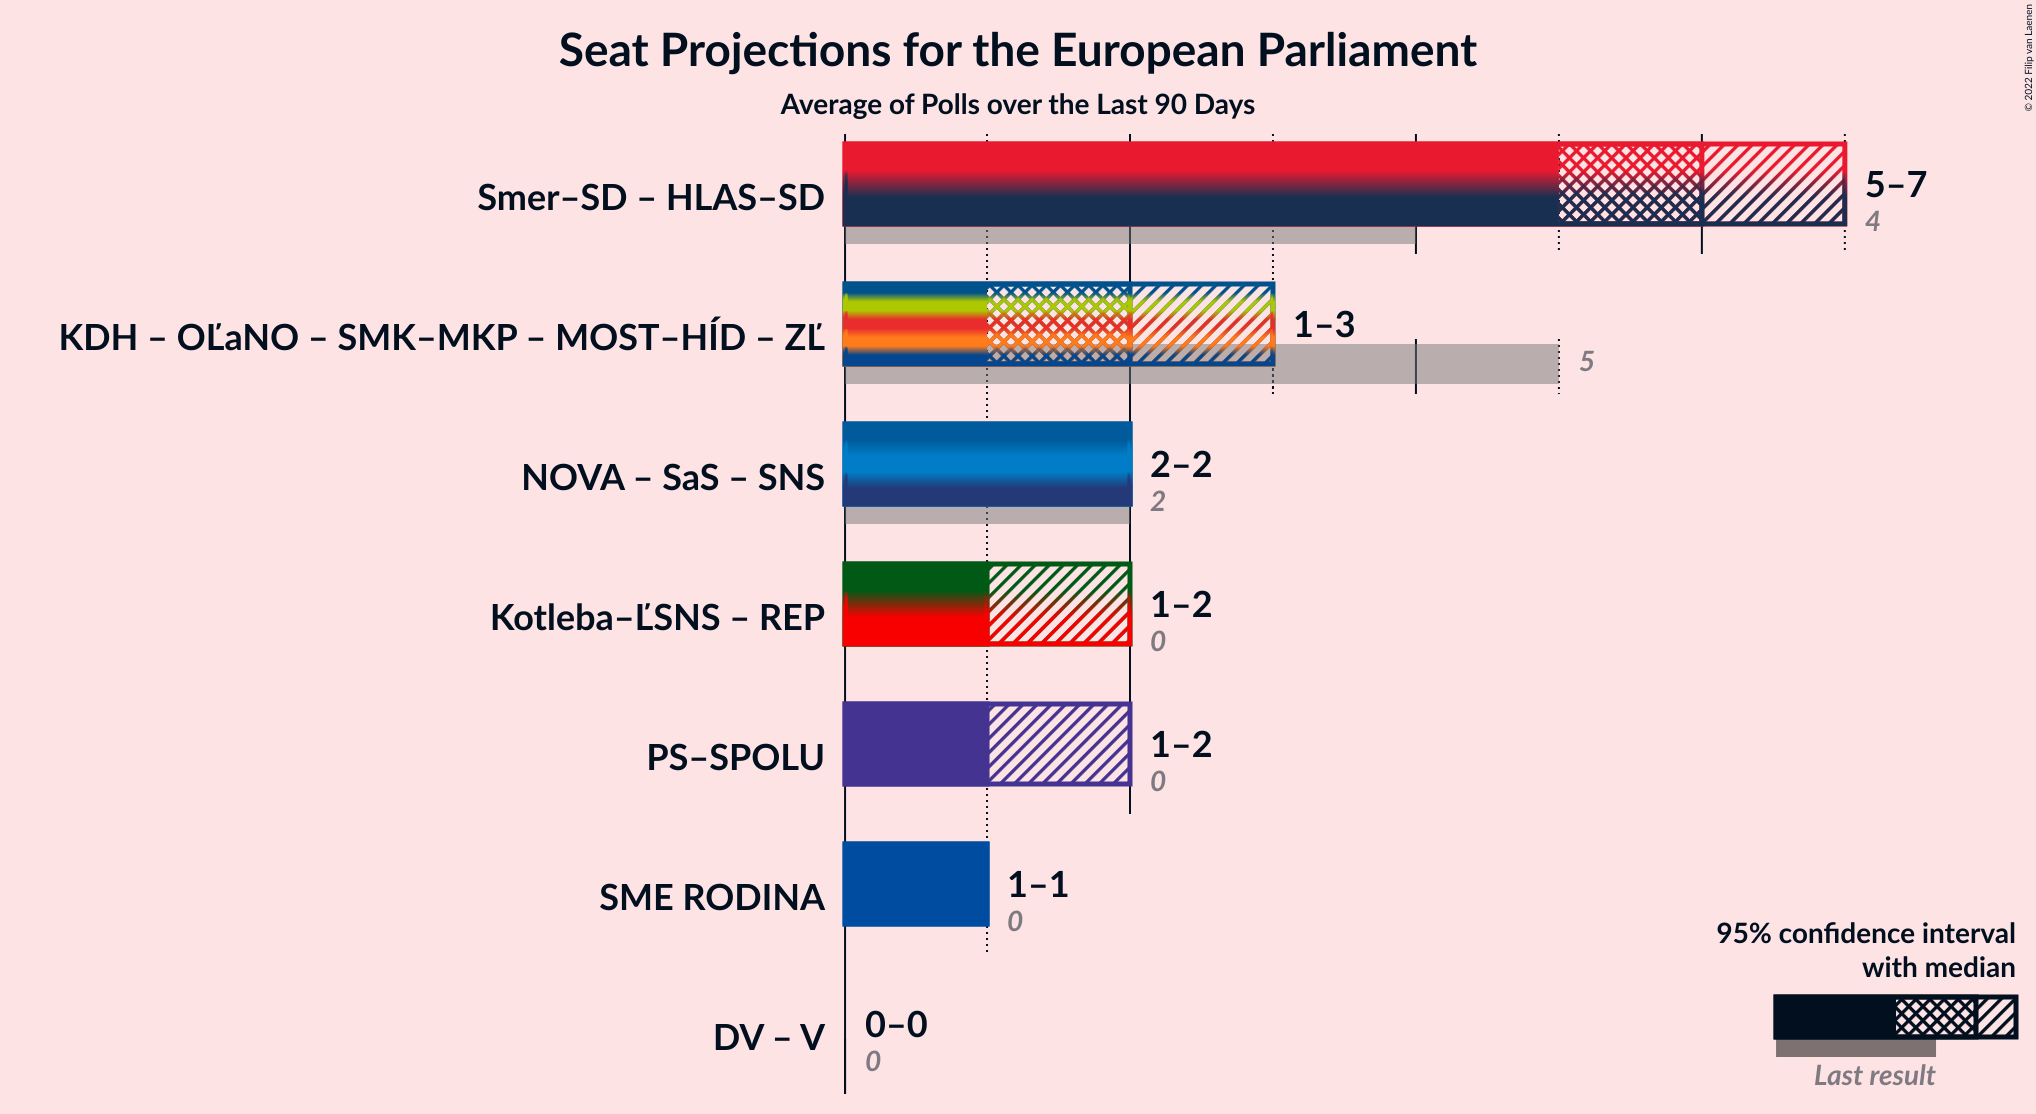 Seat Projections for the European Parliament
Average of Polls over the Last 90 Days
© 2022 Filip van Laenen
Smer–SD – HLAS–SD
5–7
4
KDH – OĽaNO – SMK–MKP – MOST–HÍD – ZĽ
1–3
5
NOVA – SaS – SNS
2–2
2
Kotleba–ĽSNS – REP
1–2
0
PS–SPOLU
1–2
0
SME RODINA
1–1
0
DV – V
0–0
0
95% confidence interval
with median
Last result